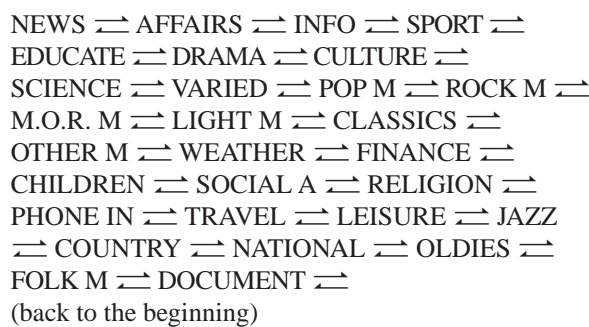 NEWS ⇌ AFFAIRS ⇌ INFO ⇌ SPORT ⇌
EDUCATE ⇌ DRAMA ⇌ CULTURE ⇌
SCIENCE ⇌ VARIED ⇌ POP M ⇌ ROCK M ⇌
M.O.R. M ⇌ LIGHT M ⇌ CLASSICS ⇌
OTHER M ⇌ WEATHER ⇌ FINANCE ⇌
CHILDREN ⇌ SOCIAL A ⇌ RELIGION ⇌
PHONE IN ⇌ TRAVEL ⇌ LEISURE ⇌ JAZZ
⇌ COUNTRY ⇌ NATIONAL ⇌ OLDIES ⇌
FOLK M ⇌ DOCUMENT ⇌
(back to the beginning)